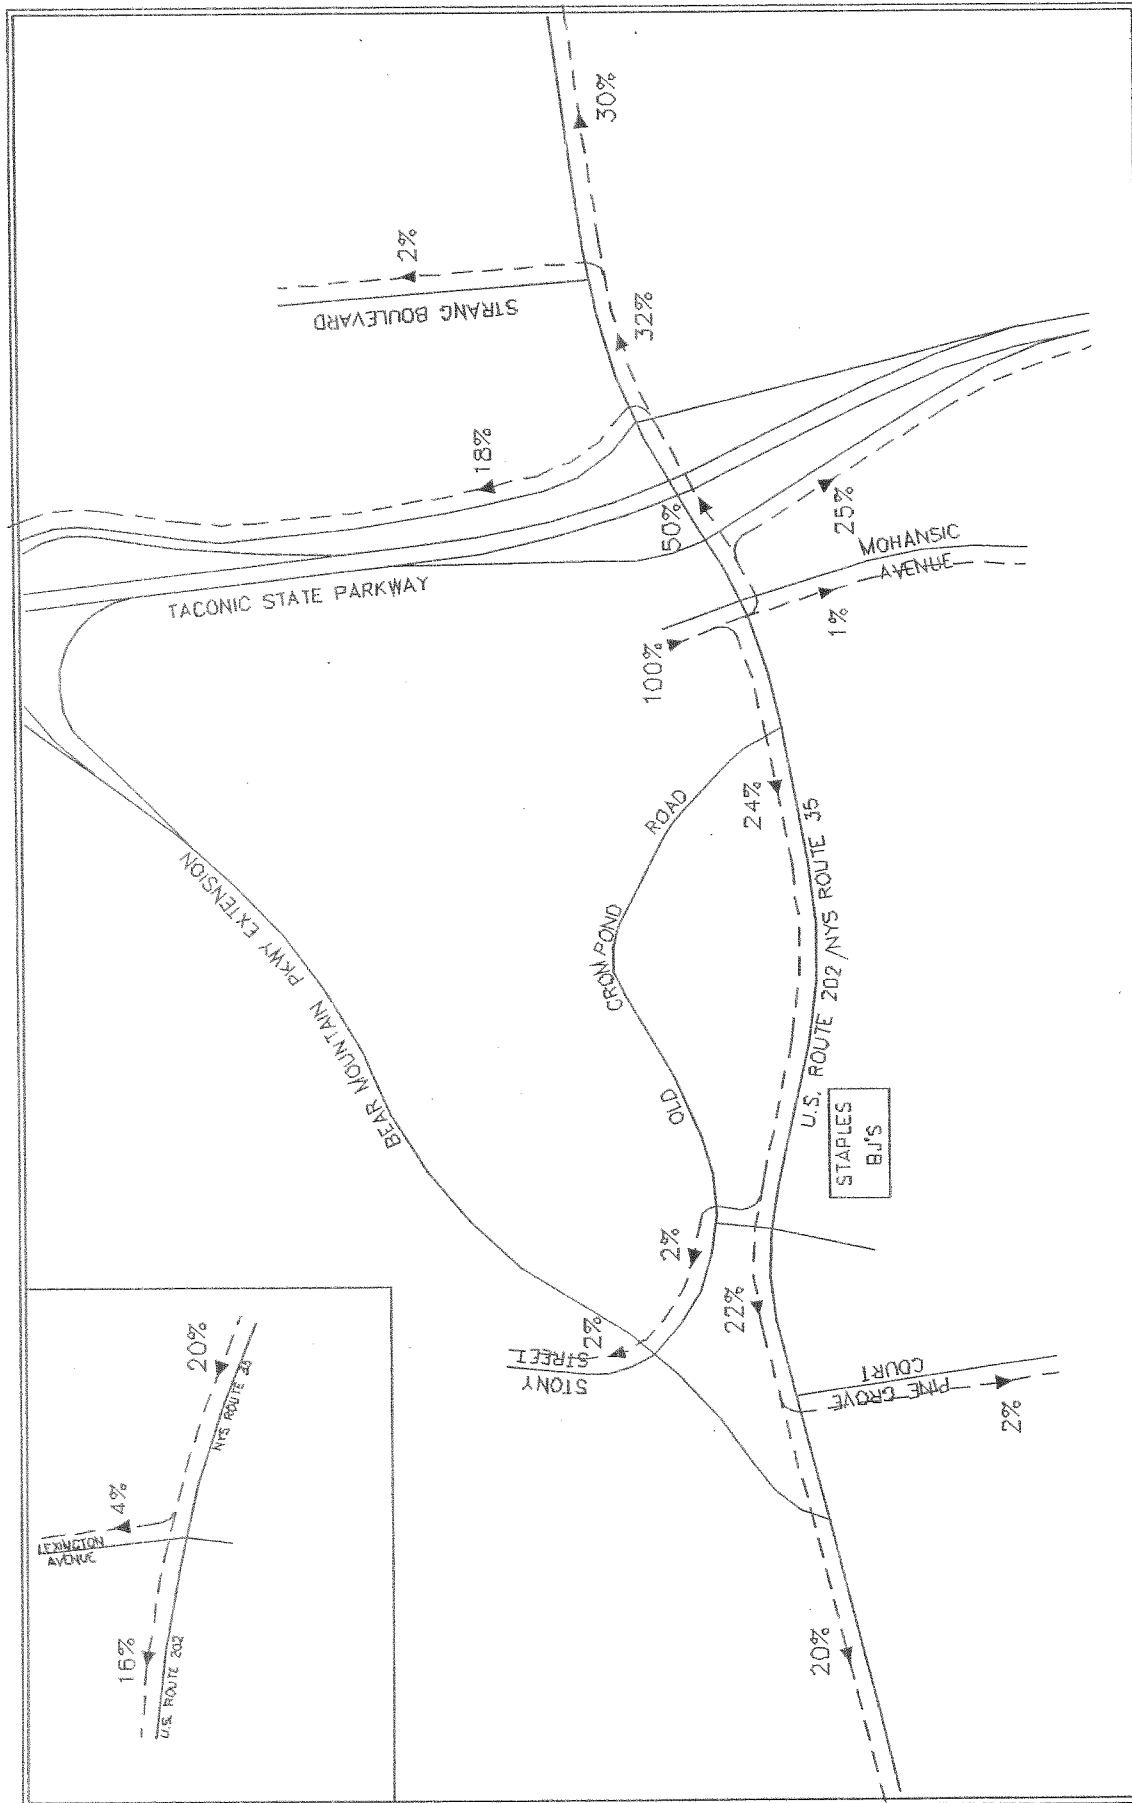 LEXINGTON
AVENUE
4%
16%
20%
U.S. ROUTE 202
NYS ROUTE 35
BEAR MOUNTAIN PKWY EXTENSION
TACONIC STATE PARKWAY
18%
STRANG BOULEVARD
2%
30%
32%
50%
25%
MOHANSIC
AVENUE
1%
100%
24%
OLD CROMPOND ROAD
U.S. ROUTE 202 /NYS ROUTE 35
STAPLES
BJ'S
2%
2%
STONY
STREET
22%
PINE GROVE
COURT
2%
20%